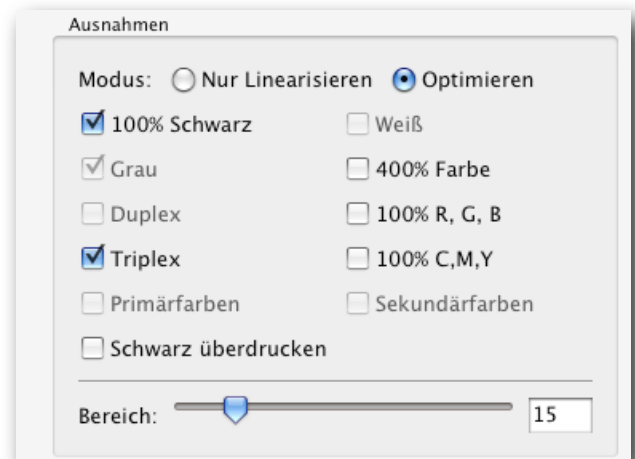 Ausnahmen
Modus: Nur Linearisieren Optimieren
100% Schwarz Weiß
Grau 400% Farbe
Duplex 100% R, G, B
Triplex 100% C,M,Y
Primärfarben Sekundärfarben
Schwarz überdrucken
Bereich: 15